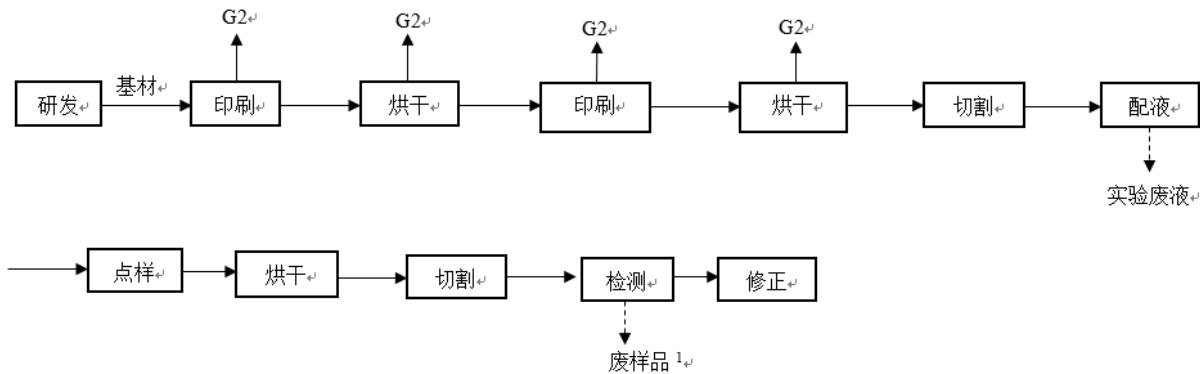 G2 G2 G2 G2
研发 基材 印刷 烘干 印刷 烘干 切割 配液
实验废液
点样 烘干 切割 检测 修正
废样品 1